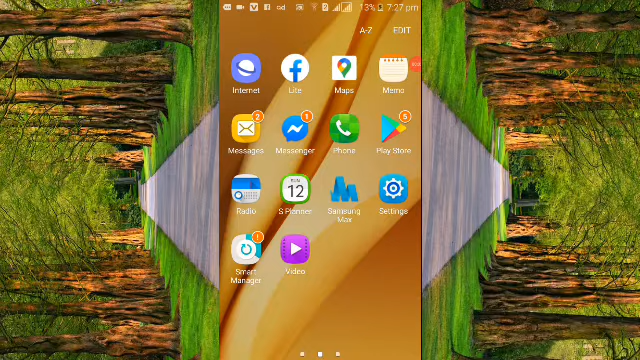 13% 7:27 pm
A-Z EDIT
Internet Lite Maps Memo
2 1 5
Messages Messenger Phone Play Store
SUN
12
Radio S Planner Samsung Max Settings
!
Smart Manager Video